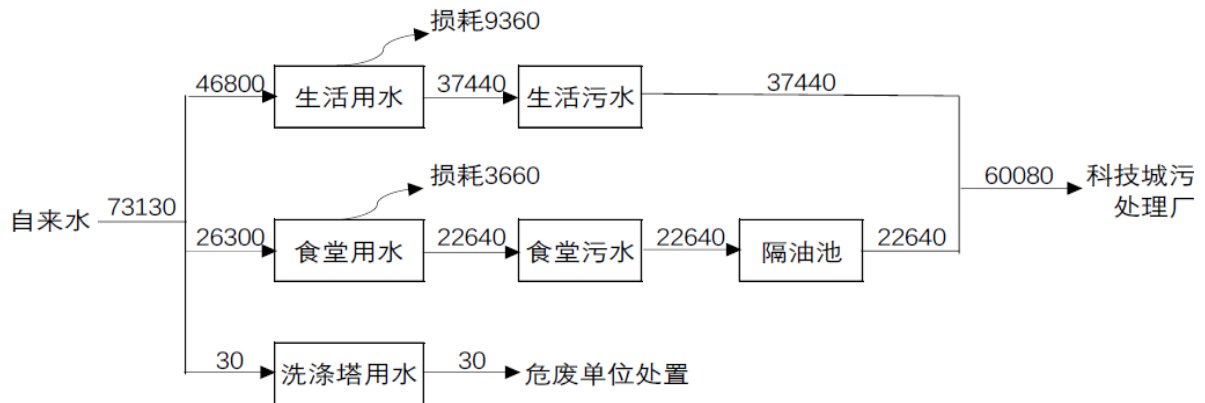 损耗9360
46800
生活用水
37440
生活污水
37440
损耗3660
自来水
73130
26300
食堂用水
22640
食堂污水
22640
隔油池
22640
60080
科技城污
处理厂
30
洗涤塔用水
30
危废单位处置